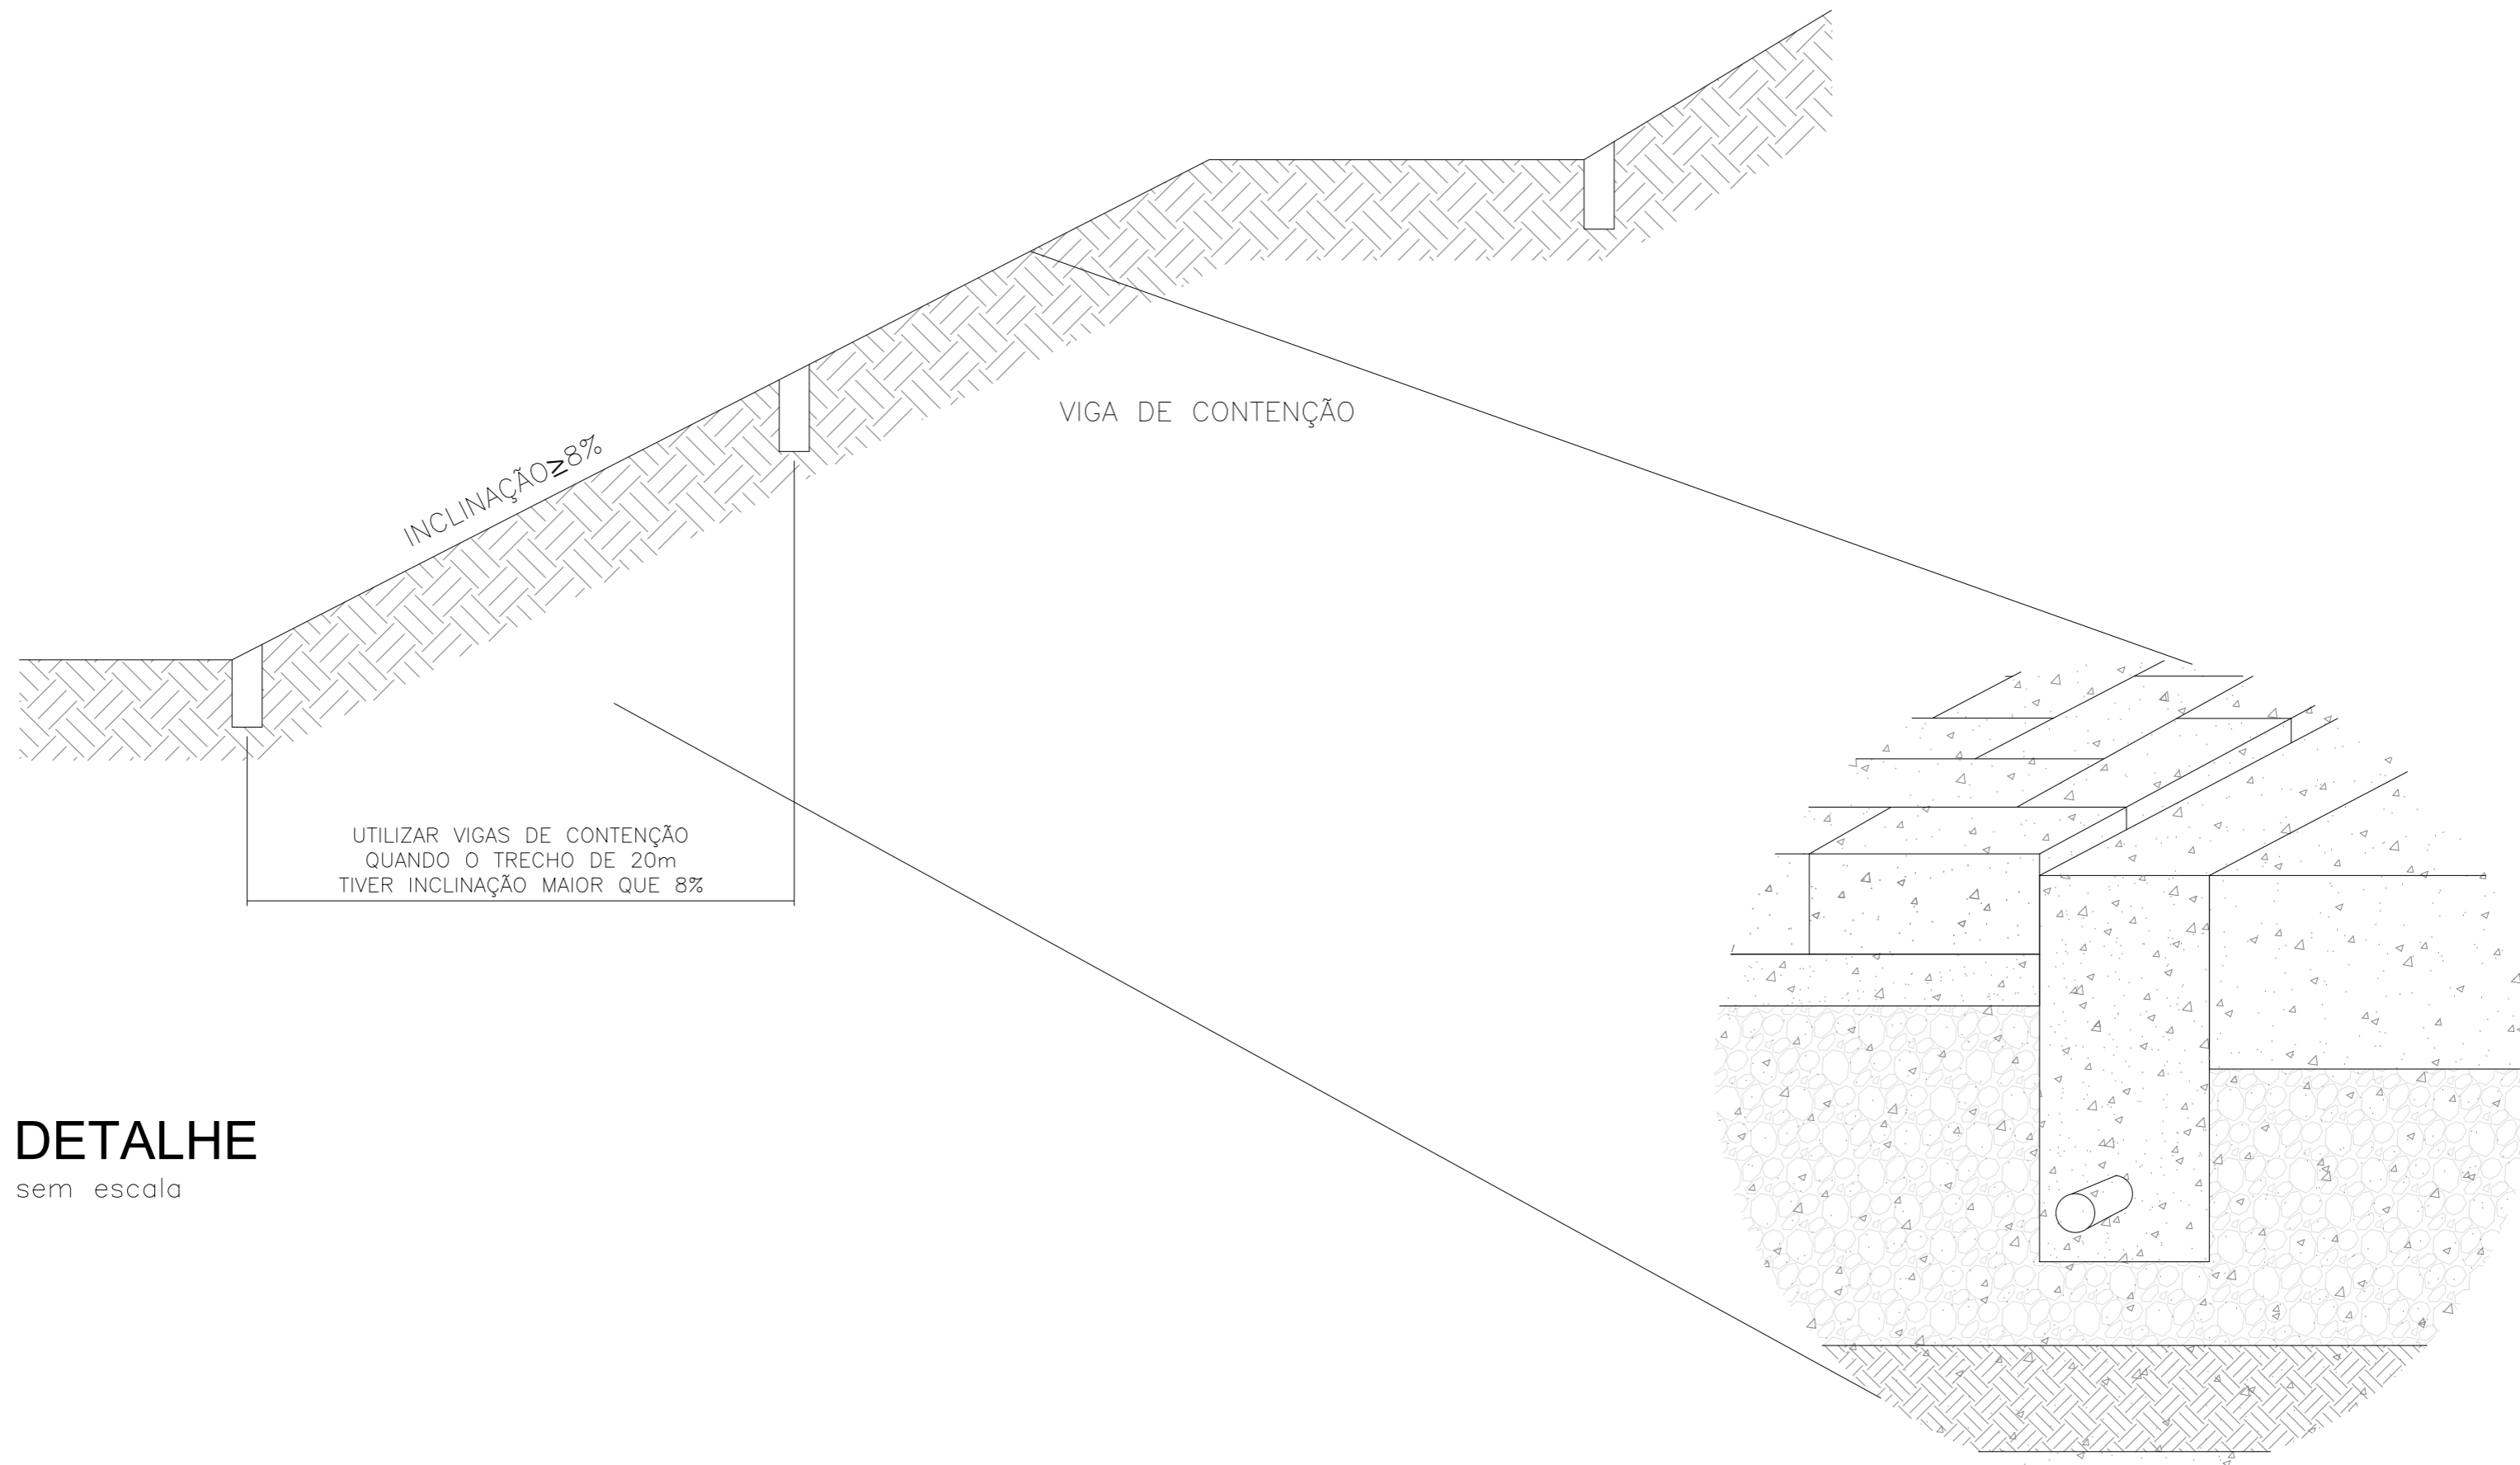 VIGA DE CONTENÇÃO
INCLINAÇÃO≥8%
UTILIZAR VIGAS DE CONTENÇÃO
QUANDO O TRECHO DE 20m
TIVER INCLINAÇÃO MAIOR QUE 8%
DETALHE
sem escala